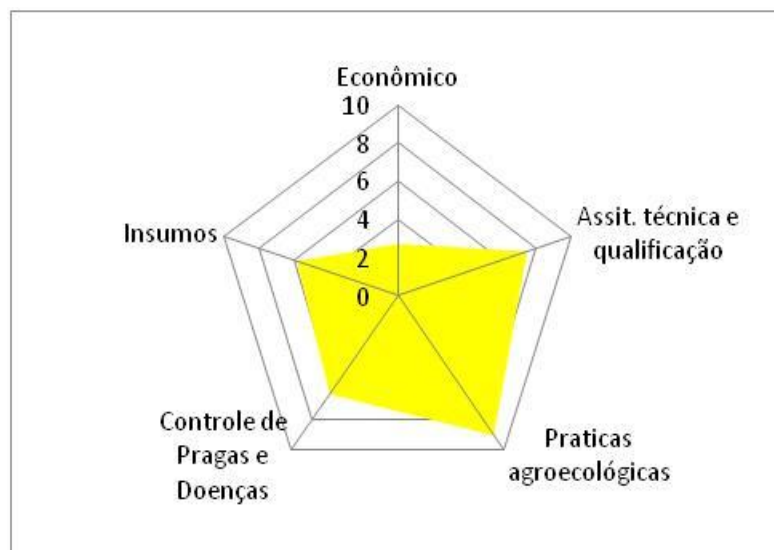 Econômico
10
8
6
4
2
0
Assit. técnica e
qualificação
Praticas
agroecológicas
Controle de
Pragas e
Doenças
Insumos